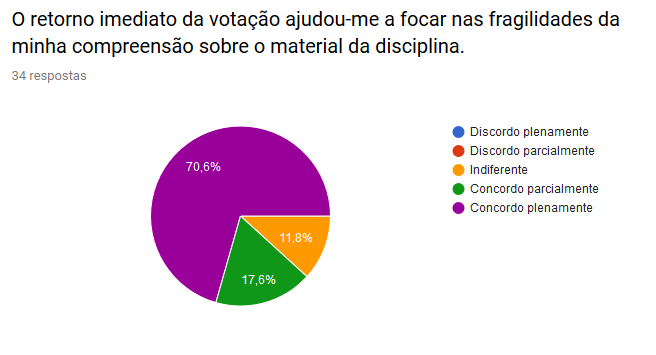 O retorno imediato da votação ajudou-me a focar nas fragilidades da
minha compreensão sobre o material da disciplina.
34 respostas
70,6%
11,8%
17,6%
Discordo plenamente
Discordo parcialmente
Indiferente
Concordo parcialmente
Concordo plenamente